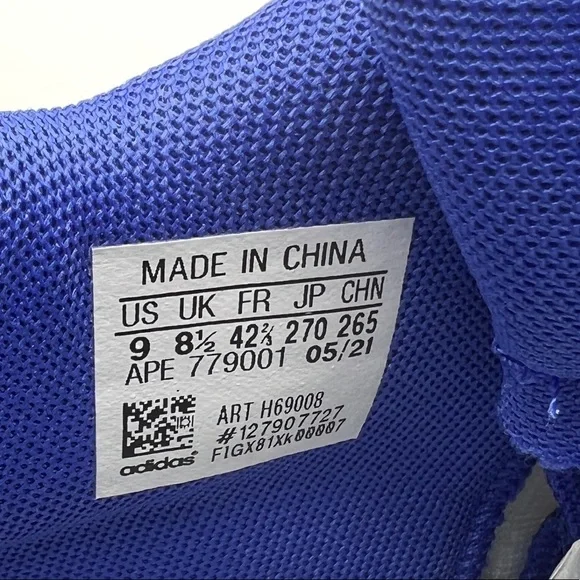 MADE IN CHINA
US UK FR JP CHN
9 8½ 42⅔ 270 265
APE 779001 05/21
ART H69008
#127907727
adidas FIGX81XK00007